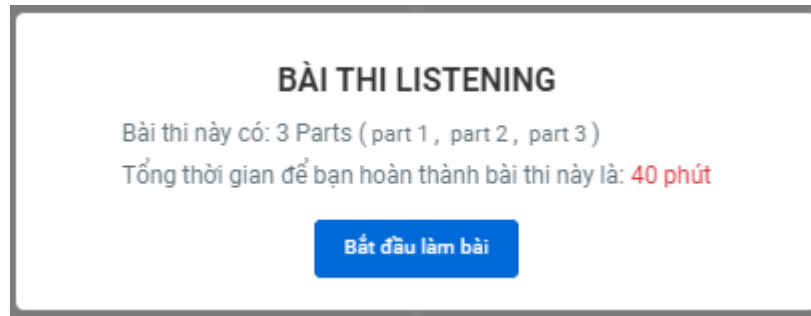 BÀI THI LISTENING
Bài thi này có: 3 Parts ( part 1 , part 2 , part 3 )
Tổng thời gian để bạn hoàn thành bài thi này là: 40 phút
Bắt đầu làm bài